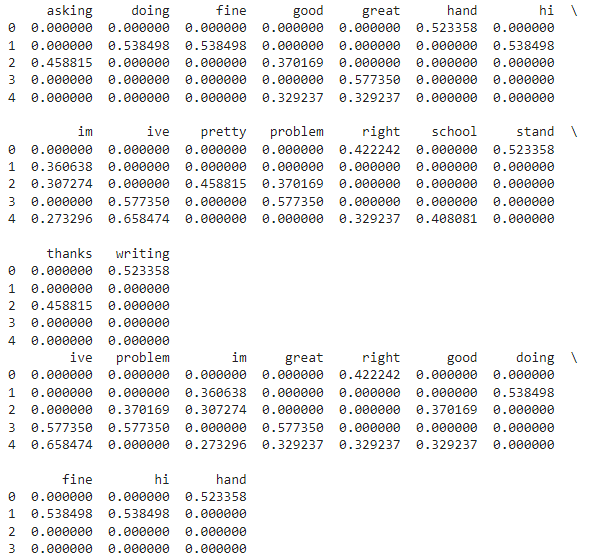 asking doing fine good great hand hi \
0 0.000000 0.000000 0.000000 0.000000 0.000000 0.523358 0.000000
1 0.000000 0.538498 0.538498 0.000000 0.000000 0.000000 0.538498
2 0.458815 0.000000 0.000000 0.370169 0.000000 0.000000 0.000000
3 0.000000 0.000000 0.000000 0.000000 0.577350 0.000000 0.000000
4 0.000000 0.000000 0.000000 0.329237 0.329237 0.000000 0.000000
im ive pretty problem right school stand \
0 0.000000 0.000000 0.000000 0.000000 0.422242 0.000000 0.523358
1 0.360638 0.000000 0.000000 0.000000 0.000000 0.000000 0.000000
2 0.307274 0.000000 0.458815 0.370169 0.000000 0.000000 0.000000
3 0.000000 0.577350 0.000000 0.577350 0.000000 0.000000 0.000000
4 0.273296 0.658474 0.000000 0.000000 0.329237 0.408081 0.000000
thanks writing
0 0.000000 0.523358
1 0.000000 0.000000
2 0.458815 0.000000
3 0.000000 0.000000
4 0.000000 0.000000
ive problem im great right good doing \
0 0.000000 0.000000 0.000000 0.000000 0.422242 0.000000 0.000000
1 0.000000 0.000000 0.360638 0.000000 0.000000 0.000000 0.538498
2 0.000000 0.370169 0.307274 0.000000 0.000000 0.370169 0.000000
3 0.577350 0.577350 0.000000 0.577350 0.000000 0.000000 0.000000
4 0.658474 0.000000 0.273296 0.329237 0.329237 0.329237 0.000000
fine hi hand
0 0.000000 0.000000 0.523358
1 0.538498 0.538498 0.000000
2 0.000000 0.000000 0.000000
3 0.000000 0.000000 0.000000